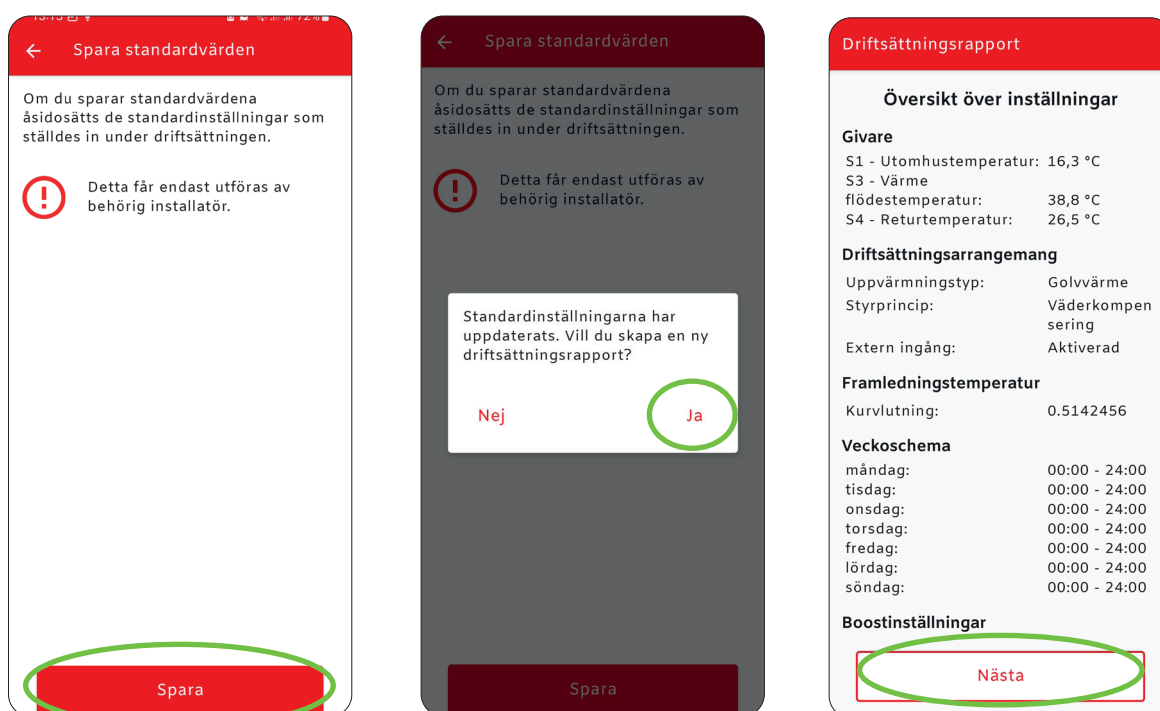 Spara standardvärden
Om du sparar standardvärdena
åsidosätts de standardinställningar som
ställdes in under driftsättningen.
Detta får endast utföras av
behörig installatör.
Spara
Spara standardvärden
Om du sparar standardvärdena
åsidosätts de standardinställningar som
ställdes in under driftsättningen.
Detta får endast utföras av
behörig installatör.
Standardinställningarna har
uppdaterats. Vill du skapa en ny
driftsättningsrapport?
Nej Ja
Spara
Driftsättningsrapport
Översikt över inställningar
Givare
S1 - Utomhustemperatur: 16,3 °C
S3 - Värme
flödestemperatur: 38,8 °C
S4 - Returtemperatur: 26,5 °C
Driftsättningsarrangemang
Uppvärmningstyp: Golvvärme
Styrprincip: Väderkompen
sering
Extern ingång: Aktiverad
Framledningstemperatur
Kurvlutning: 0.5142456
Veckoschema
måndag: 00:00 - 24:00
tisdag: 00:00 - 24:00
onsdag: 00:00 - 24:00
torsdag: 00:00 - 24:00
fredag: 00:00 - 24:00
lördag: 00:00 - 24:00
söndag: 00:00 - 24:00
Boostinställningar
Nästa